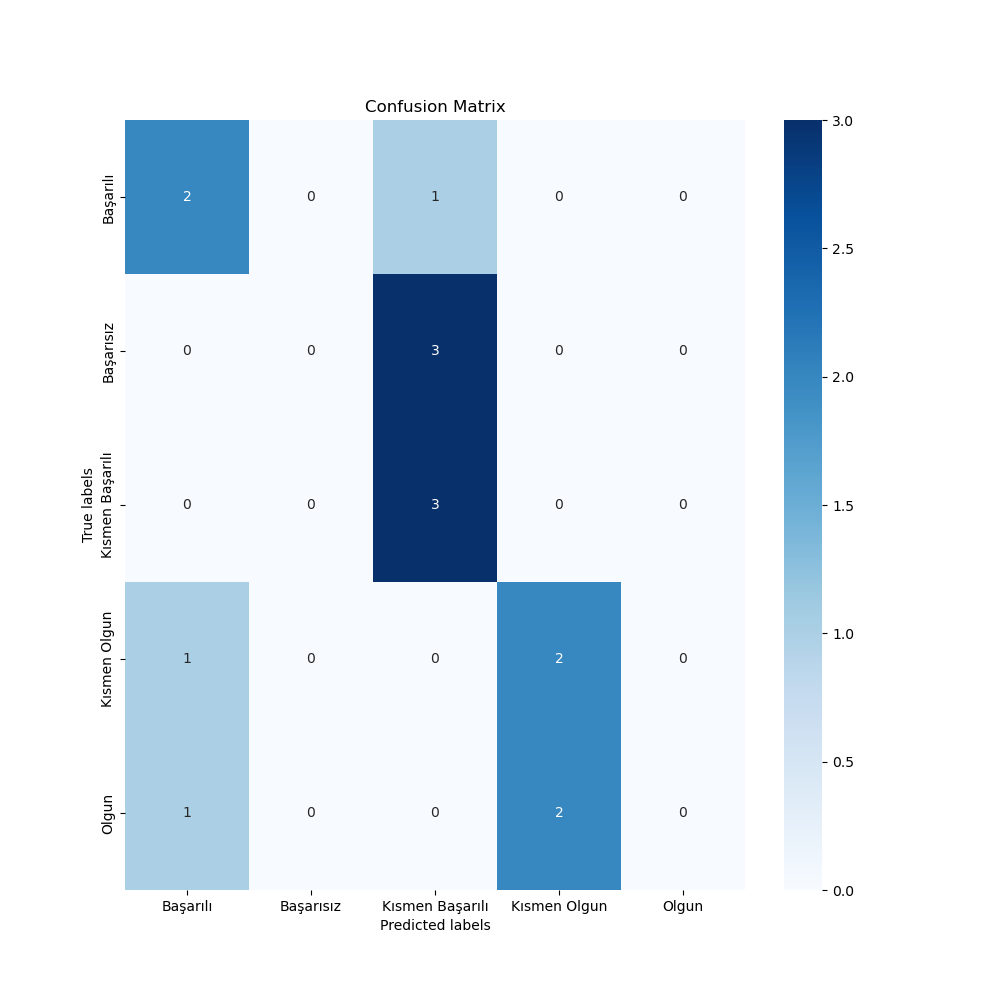 Confusion Matrix
True labels
Başarılı
2 0 1 0 0
Başarısız
0 0 3 0 0
Kısmen Başarılı
0 0 3 0 0
Kısmen Olgun
1 0 0 2 0
Olgun
1 0 0 2 0
Başarılı Başarısız Kısmen Başarılı Kısmen Olgun Olgun
Predicted labels
3.0
2.5
2.0
1.5
1.0
0.5
0.0